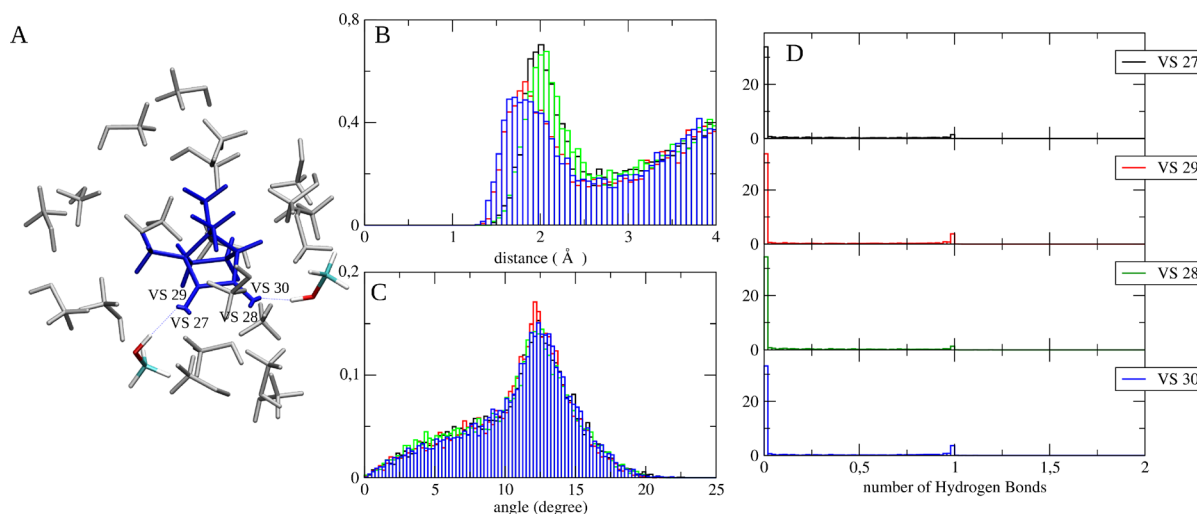 A
VS 29
VS 30
VS 27
VS 28
B
0,8
0,4
0
0
1
2
3
4
distance ( Å )
C
0,2
0,1
0
0
5
10
15
20
25
angle (degree)
D
VS 27
20
0
VS 29
20
0
VS 28
20
0
VS 30
20
0
0
0,5
1
1,5
2
number of Hydrogen Bonds